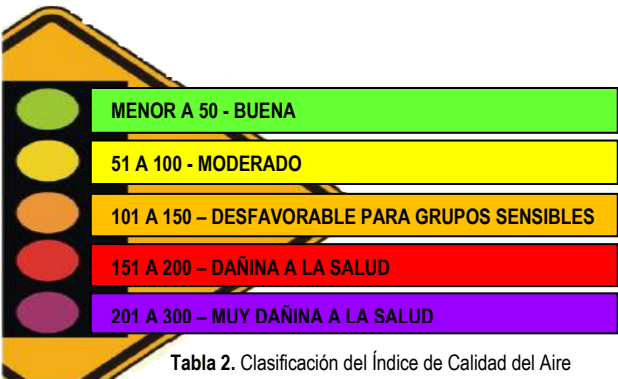 MENOR A 50 - BUENA
51 A 100 - MODERADO
101 A 150 – DESFAVORABLE PARA GRUPOS SENSIBLES
151 A 200 – DAÑINA A LA SALUD
201 A 300 – MUY DAÑINA A LA SALUD
Tabla 2. Clasificación del Índice de Calidad del Aire